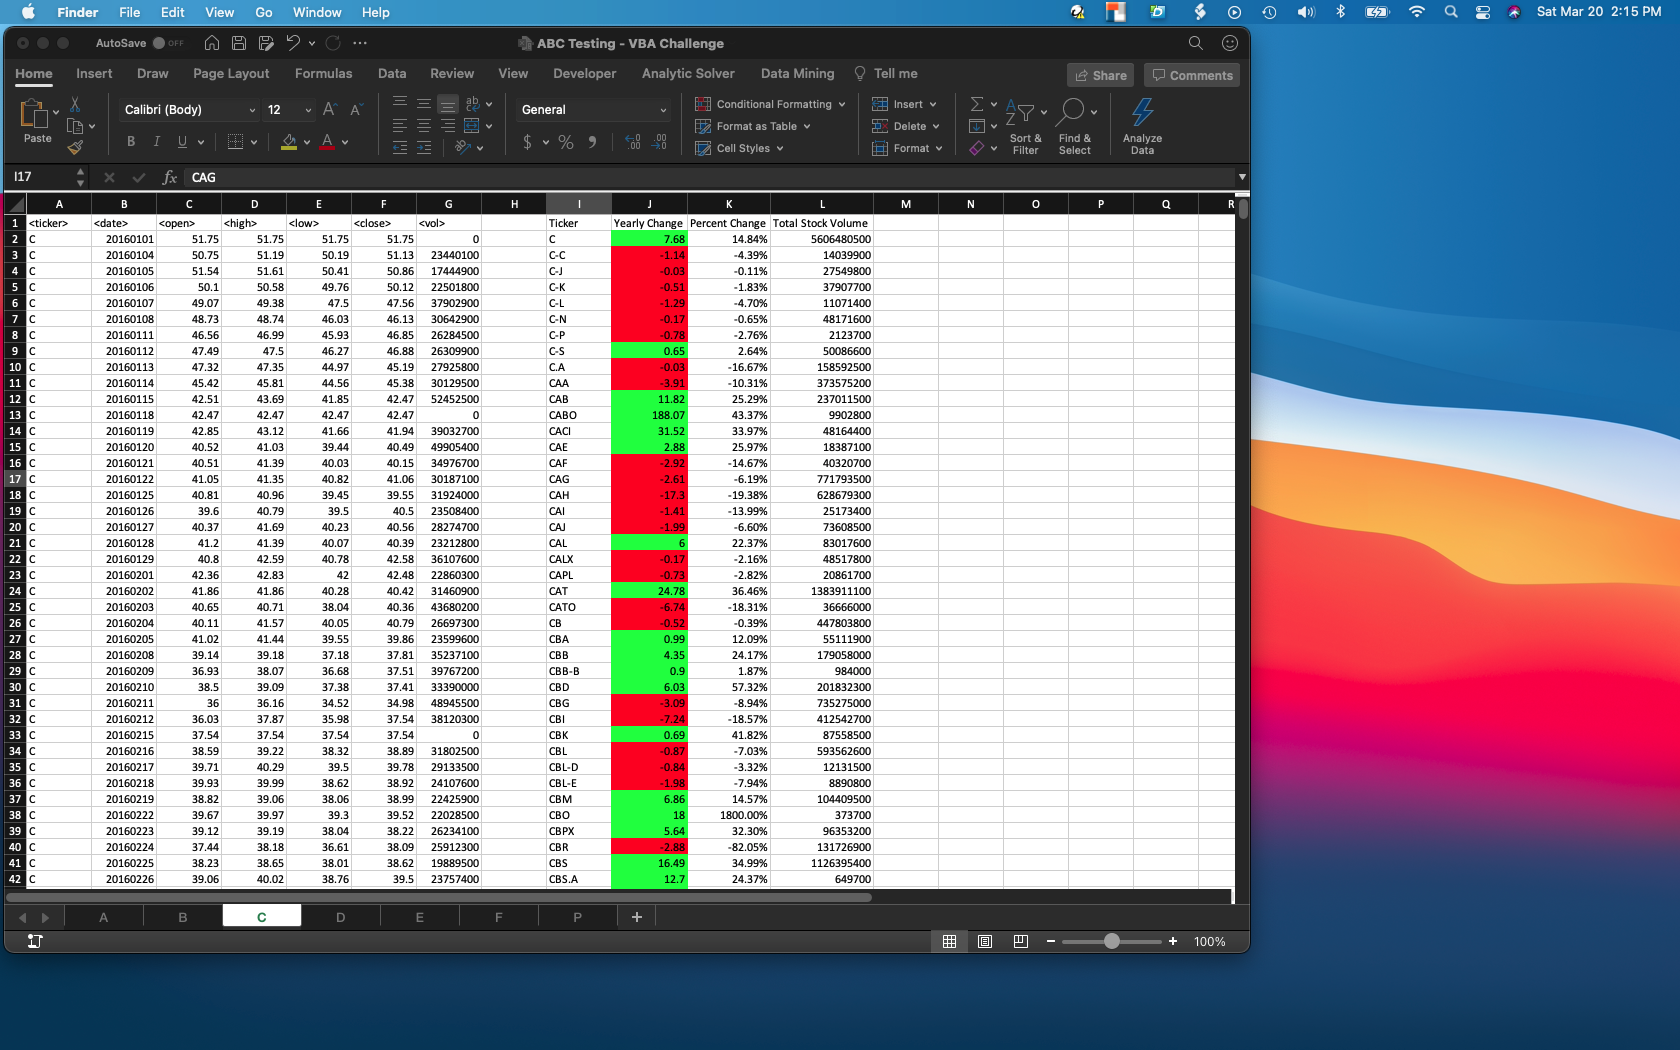 Finder File Edit View Go Window Help Sat Mar 20 2:15 PM
AutoSave OFF ABC Testing - VBA Challenge
Home Insert Draw Page Layout Formulas Data Review View Developer Analytic Solver Data Mining Tell me Share Comments
Paste Calibri (Body) 12 General Conditional Formatting Format as Table Cell Styles Insert Delete Format Sort & Filter Find & Select Analyze Data
I17 fx CAG
A B C D E F G H I J K L M N O P Q R
1 <ticker> <date> <open> <high> <low> <close> <vol> Ticker Yearly Change Percent Change Total Stock Volume
2 C 20160101 51.75 51.75 51.75 51.75 0 C 7.68 14.84% 5606480500
3 C 20160104 50.75 51.19 50.19 51.13 23440100 C-C -1.14 -4.39% 14039900
4 C 20160105 51.54 51.61 50.41 50.86 17444900 C-J -0.03 -0.11% 27549800
5 C 20160106 50.1 50.58 49.76 50.12 22501800 C-K -0.51 -1.83% 37907700
6 C 20160107 49.07 49.38 47.5 47.56 37902900 C-L -1.29 -4.70% 11071400
7 C 20160108 48.73 48.74 46.03 46.13 30642900 C-N -0.17 -0.65% 48171600
8 C 20160111 46.56 46.99 45.93 46.85 26284500 C-P -0.78 -2.76% 2123700
9 C 20160112 47.49 47.5 46.27 46.88 26309900 C-S 0.65 2.64% 50086600
10 C 20160113 47.32 47.35 44.97 45.19 27925800 C.A -0.03 -16.67% 158592500
11 C 20160114 45.42 45.81 44.56 45.38 30129500 CAA -3.91 -10.31% 373575200
12 C 20160115 42.51 43.69 41.85 42.47 52452500 CAB 11.82 25.29% 237011500
13 C 20160118 42.47 42.47 42.47 42.47 0 CABO 188.07 43.37% 9902800
14 C 20160119 42.85 43.12 41.66 41.94 39032700 CACI 31.52 33.97% 48164400
15 C 20160120 40.52 41.03 39.44 40.49 49905400 CAE 2.88 25.97% 18387100
16 C 20160121 40.51 41.39 40.03 40.15 34976700 CAF -2.92 -14.67% 40320700
17 C 20160122 41.05 41.35 40.82 41.06 30187100 CAG -2.61 -6.19% 771793500
18 C 20160125 40.81 40.96 39.45 39.55 31924000 CAH -17.3 -19.38% 628679300
19 C 20160126 39.6 40.79 39.5 40.5 23508400 CAI -1.41 -13.99% 25173400
20 C 20160127 40.37 41.69 40.23 40.56 28274700 CAJ -1.99 -6.60% 73608500
21 C 20160128 41.2 41.39 40.07 40.39 23212800 CAL 6 22.37% 83017600
22 C 20160129 40.8 42.59 40.78 42.58 36107600 CALX -0.17 -2.16% 48517800
23 C 20160201 42.36 42.83 42 42.48 22860300 CAPL -0.73 -2.82% 20861700
24 C 20160202 41.86 41.86 40.28 40.42 31460900 CAT 24.78 36.46% 1383911100
25 C 20160203 40.65 40.71 38.04 40.36 43680200 CATO -6.74 -18.31% 36666000
26 C 20160204 40.11 41.57 40.05 40.79 26697300 CB -0.52 -0.39% 447803800
27 C 20160205 41.02 41.44 39.55 39.86 23599600 CBA 0.99 12.09% 55111900
28 C 20160208 39.14 39.18 37.18 37.81 35237100 CBB 4.35 24.17% 179058000
29 C 20160209 36.93 38.07 36.68 37.51 39767200 CBB-B 0.9 1.87% 984000
30 C 20160210 38.5 39.09 37.38 37.41 33390000 CBD 6.03 57.32% 201832300
31 C 20160211 36 36.16 34.52 34.98 48945500 CBG -3.09 -8.94% 735275000
32 C 20160212 36.03 37.87 35.98 37.54 38120300 CBI -7.24 -18.57% 412542700
33 C 20160215 37.54 37.54 37.54 37.54 0 CBK 0.69 41.82% 87558500
34 C 20160216 38.59 39.22 38.32 38.89 31802500 CBL -0.87 -7.03% 593562600
35 C 20160217 39.71 40.29 39.5 39.78 29133500 CBL-D -0.84 -3.32% 12131500
36 C 20160218 39.93 39.99 38.62 38.92 24107600 CBL-E -1.98 -7.94% 8890800
37 C 20160219 38.82 39.06 38.06 38.99 22425900 CBM 6.86 14.57% 104409500
38 C 20160222 39.67 39.97 39.3 39.52 22028500 CBO 18 1800.00% 373700
39 C 20160223 39.12 39.19 38.04 38.22 26234100 CBPX 5.64 32.30% 96353200
40 C 20160224 37.44 38.18 36.61 38.09 25912300 CBR -2.88 -82.05% 131726900
41 C 20160225 38.23 38.65 38.01 38.62 19889500 CBS 16.49 34.99% 1126395400
42 C 20160226 39.06 40.02 38.76 39.5 23757400 CBS.A 12.7 24.37% 649700
A B C D E F P +
100%